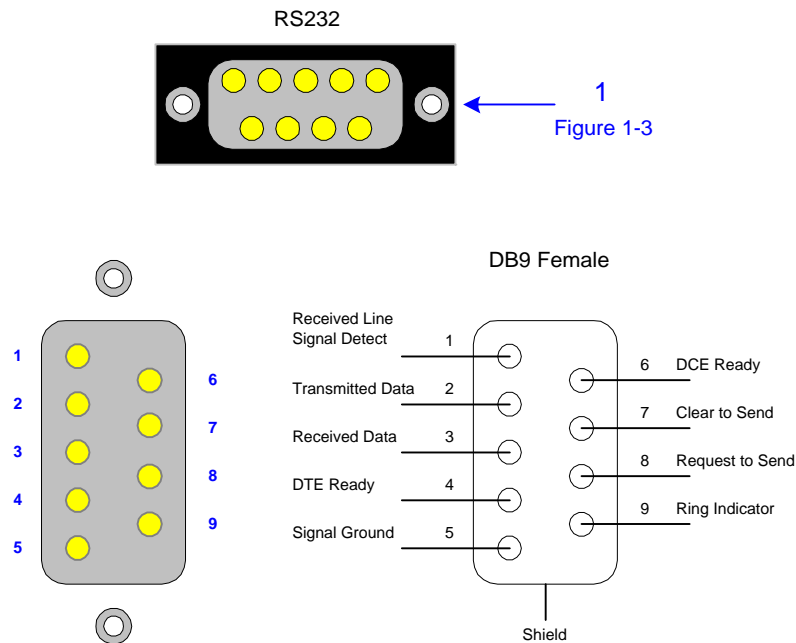 RS232
1
Figure 1-3
DB9 Female
1
2
3
4
5
6
7
8
9
Received Line
Signal Detect
1
Transmitted Data
2
Received Data
3
DTE Ready
4
Signal Ground
5
6
DCE Ready
7
Clear to Send
8
Request to Send
9
Ring Indicator
Shield